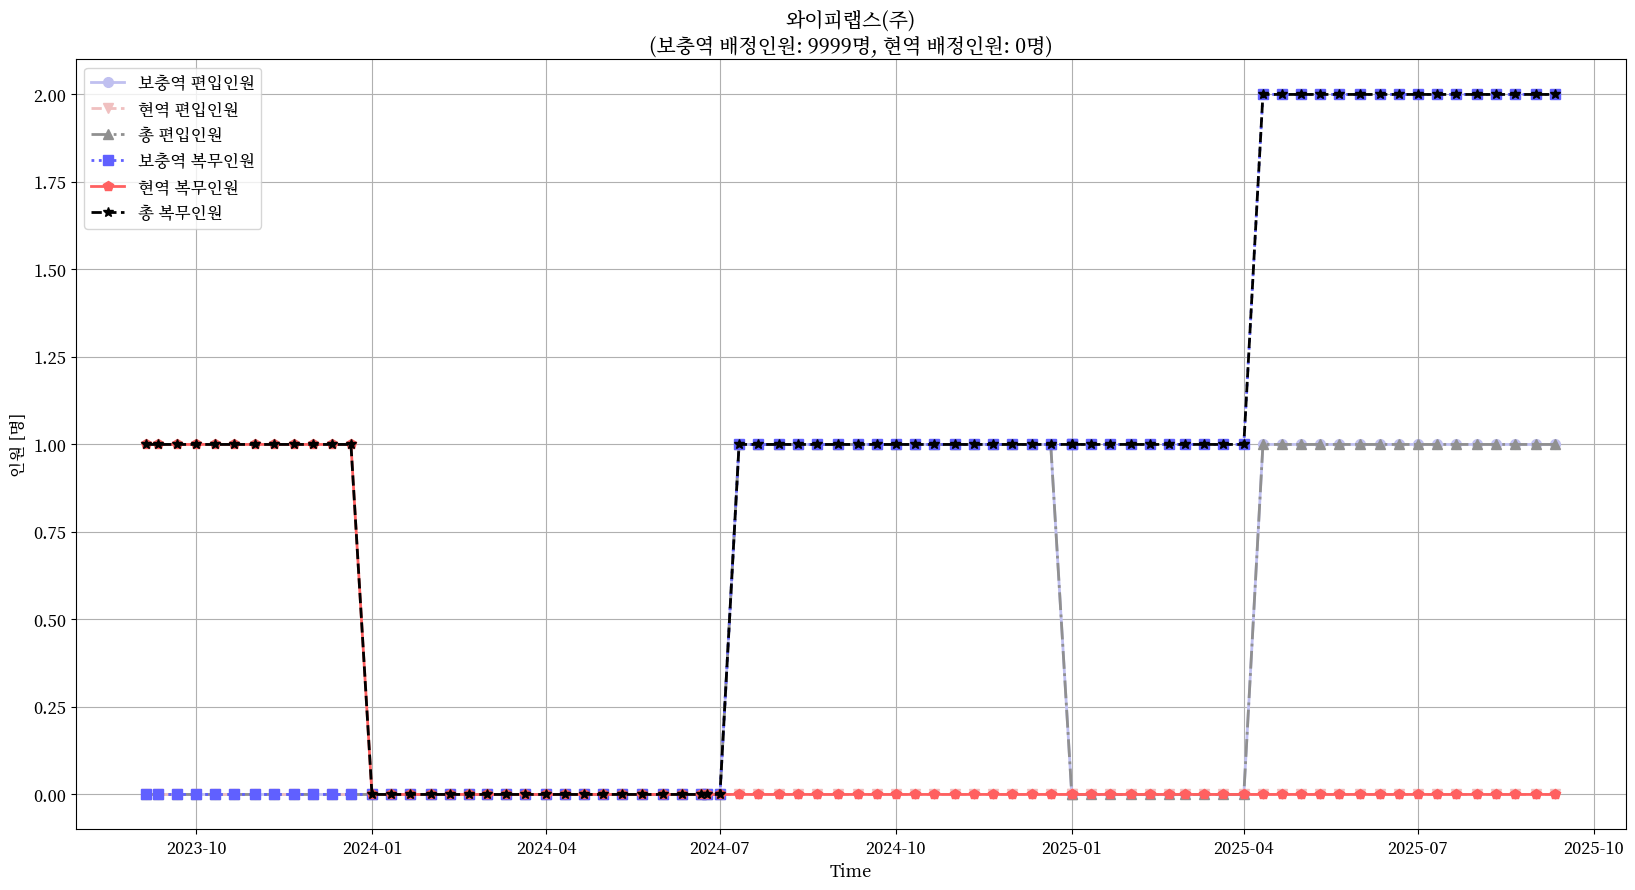 와이피랩스(주)
(보충역 배정인원: 9999명, 현역 배정인원: 0명)
보충역 편입인원
현역 편입인원
총 편입인원
보충역 복무인원
현역 복무인원
총 복무인원
인원 [명]
2.00
1.75
1.50
1.25
1.00
0.75
0.50
0.25
0.00
2023-10
2024-01
2024-04
2024-07
2024-10
2025-01
2025-04
2025-07
2025-10
Time